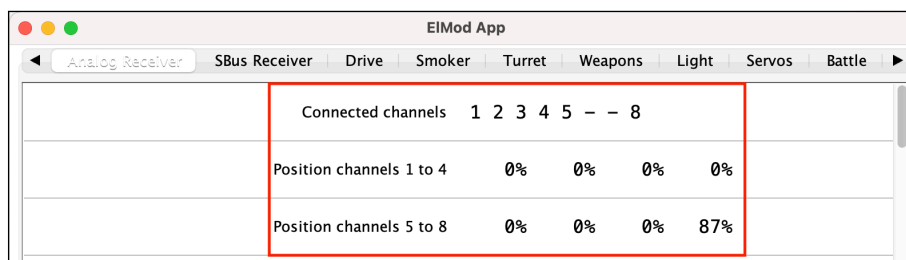 ElMod App
◀ Analog Receiver SBus Receiver Drive Smoker Turret Weapons Light Servos Battle ▶
Connected channels 1 2 3 4 5 – – 8
Position channels 1 to 4 0% 0% 0% 0%
Position channels 5 to 8 0% 0% 0% 87%